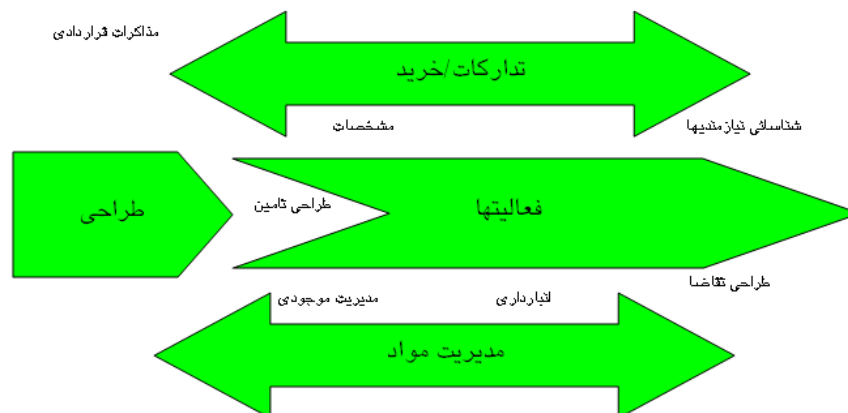 مذاکرات قراردادی
تدارکات/خرید
مشخصات
شناسائی نیازمندیها
طراحی
طراحی تامین
فعالیتها
طراحی تقاضا
مدیریت موجودی
انبارداری
مدیریت مواد